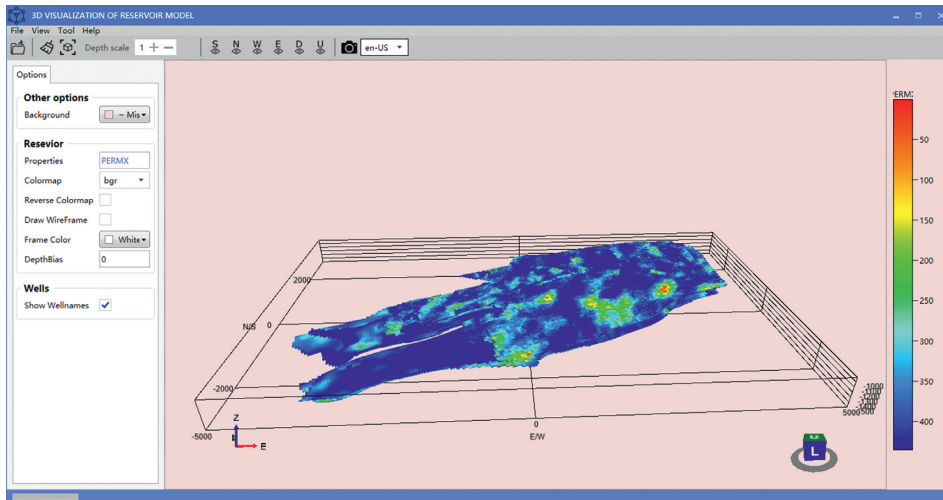 3D VISUALIZATION OF RESERVOIR MODEL
File View Tool Help
Depth scale 1 + − S N W E D U en-US
Options
Other options
Background ~ Mis
Resevior
Properties PERMX
Colormap bgr
Reverse Colormap
Draw WireFrame
Frame Color White
DepthBias 0
Wells
Show Wellnames
50
100
150
200
250
300
350
400
2000
N/S 0
-2000
-5000
0
E/W
5000
-1000
Z
E
L